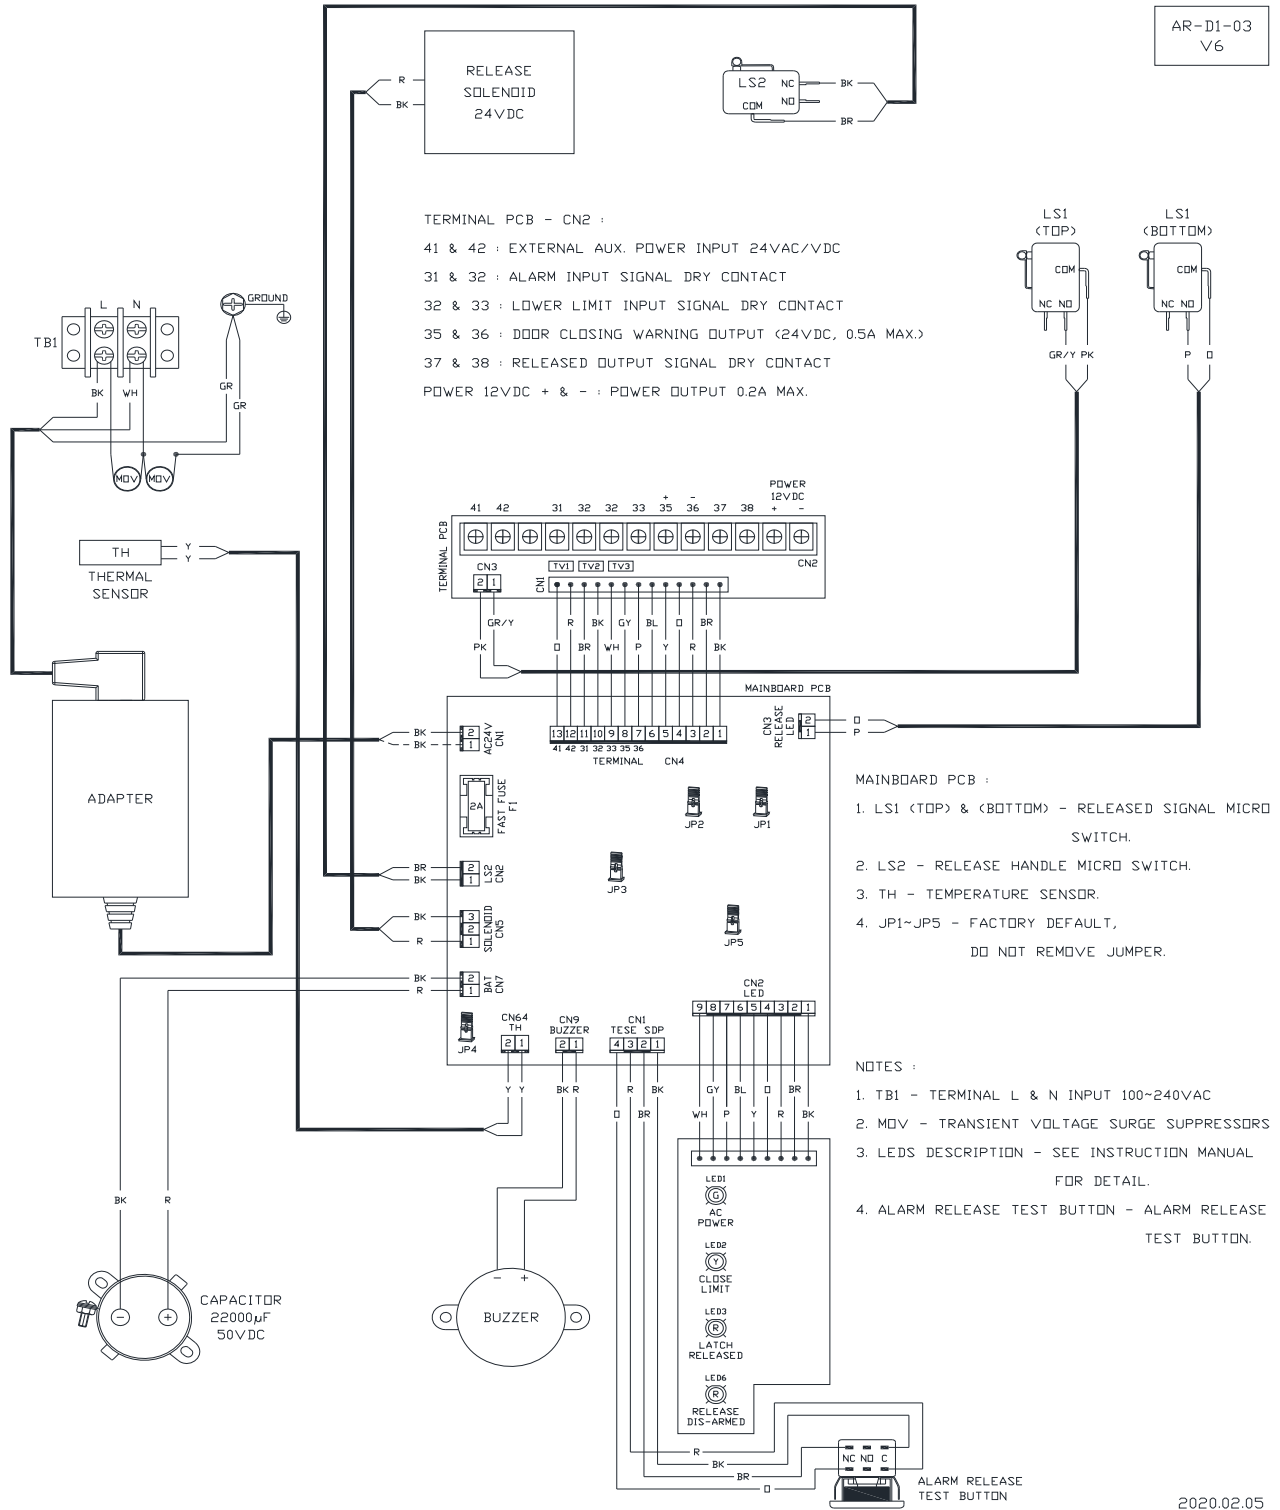 AR-D1-03
V6
RELEASE
SOLENOID
24VDC
R
BK
LS2
NC
NO
COM
BK
BR
TERMINAL PCB - CN2 :
41 & 42 : EXTERNAL AUX. POWER INPUT 24VAC/VDC
31 & 32 : ALARM INPUT SIGNAL DRY CONTACT
32 & 33 : LOWER LIMIT INPUT SIGNAL DRY CONTACT
35 & 36 : DOOR CLOSING WARNING OUTPUT (24VDC, 0.5A MAX.)
37 & 38 : RELEASED OUTPUT SIGNAL DRY CONTACT
POWER 12VDC + & - : POWER OUTPUT 0.2A MAX.
LS1
(TOP)
COM
NC NO
GR/Y PK
LS1
(BOTTOM)
COM
NC NO
P O
L N
TB1
BK WH
GROUND
GR
GR
MOV MOV
TH
THERMAL
SENSOR
Y
Y
ADAPTER
POWER
12VDC
+ - + -
41 42 31 32 32 33 35 36 37 38
TERMINAL PCB
CN2
CN3
2 1
CN1
TV1 TV2 TV3
GR/Y
PK
R BK GY BL O BR
O BR WH P Y R BK
MAINBOARD PCB
BK
BK
2
1
AC24V
CN1
13 12 11 10 9 8 7 6 5 4 3 2 1
41 42 31 32 33 35 36
TERMINAL CN4
CN3
RELEASE
LED
2
1
O
P
2A
FAST FUSE
F1
JP2
JP1
JP3
JP5
JP4
BR
BK
2
1
LS2
CN2
BK
R
3
2
1
SOLENOID
CN5
BK
R
2
1
BAT
CN7
CN64
TH
2 1
CN9
BUZZER
2 1
CN1
TESE SDP
4 3 2 1
CN2
LED
9 8 7 6 5 4 3 2 1
Y Y
BK R
R BK
O BR
GY BL O BR
WH P Y R BK
MAINBOARD PCB :
1. LS1 (TOP) & (BOTTOM) - RELEASED SIGNAL MICRO
SWITCH.
2. LS2 - RELEASE HANDLE MICRO SWITCH.
3. TH - TEMPERATURE SENSOR.
4. JP1~JP5 - FACTORY DEFAULT,
DO NOT REMOVE JUMPER.
NOTES :
1. TB1 - TERMINAL L & N INPUT 100~240VAC
2. MOV - TRANSIENT VOLTAGE SURGE SUPPRESSORS
3. LEDS DESCRIPTION - SEE INSTRUCTION MANUAL
FOR DETAIL.
4. ALARM RELEASE TEST BUTTON - ALARM RELEASE
TEST BUTTON.
BK R
- +
CAPACITOR
22000µF
50VDC
- +
BUZZER
LED1
G
AC
POWER
LED2
Y
CLOSE
LIMIT
LED3
R
LATCH
RELEASED
LED6
R
RELEASE
DIS-ARMED
R
BK
BR
O
NC NO C
ALARM RELEASE
TEST BUTTON
2020.02.05